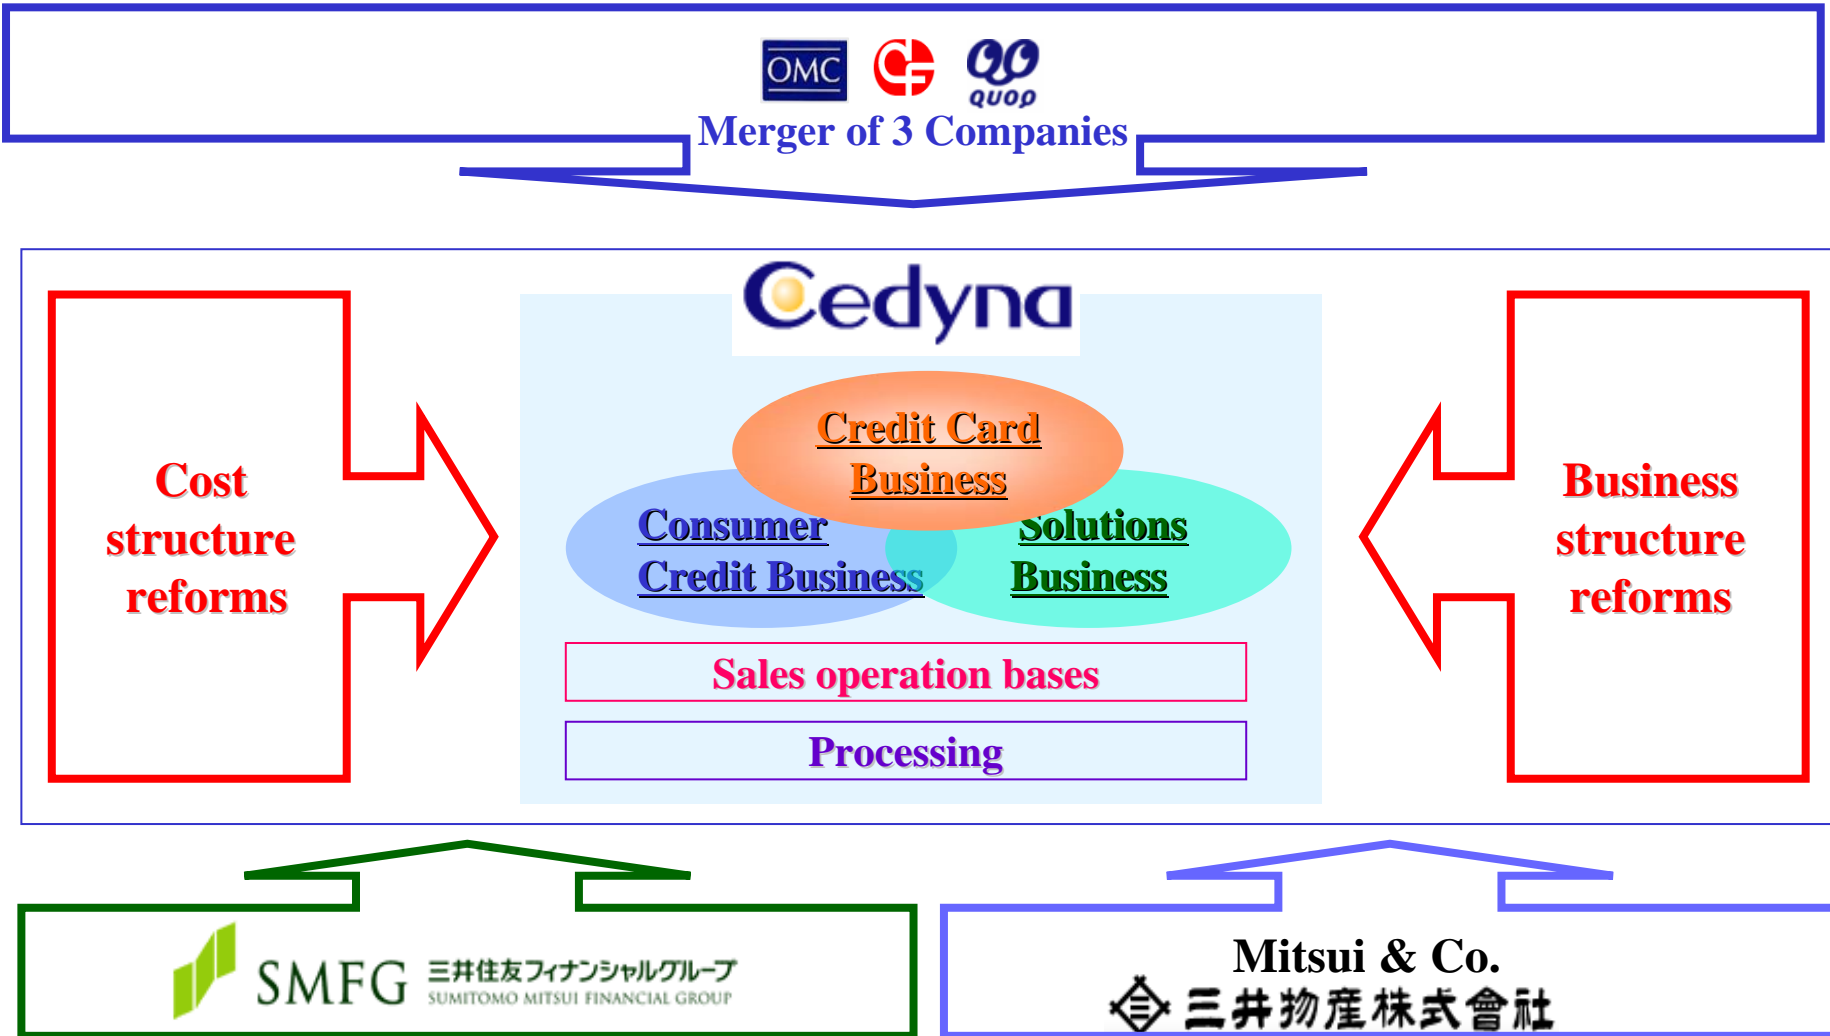 OMC
CF
QUOQ
Merger of 3 Companies
Cedyna
Cost
structure
reforms
Credit Card
Business
Consumer
Credit Business
Solutions
Business
Sales operation bases
Processing
Business
structure
reforms
SMFG 三井住友フィナンシャルグループ
SUMITOMO MITSUI FINANCIAL GROUP
Mitsui & Co.
三井物産株式會社